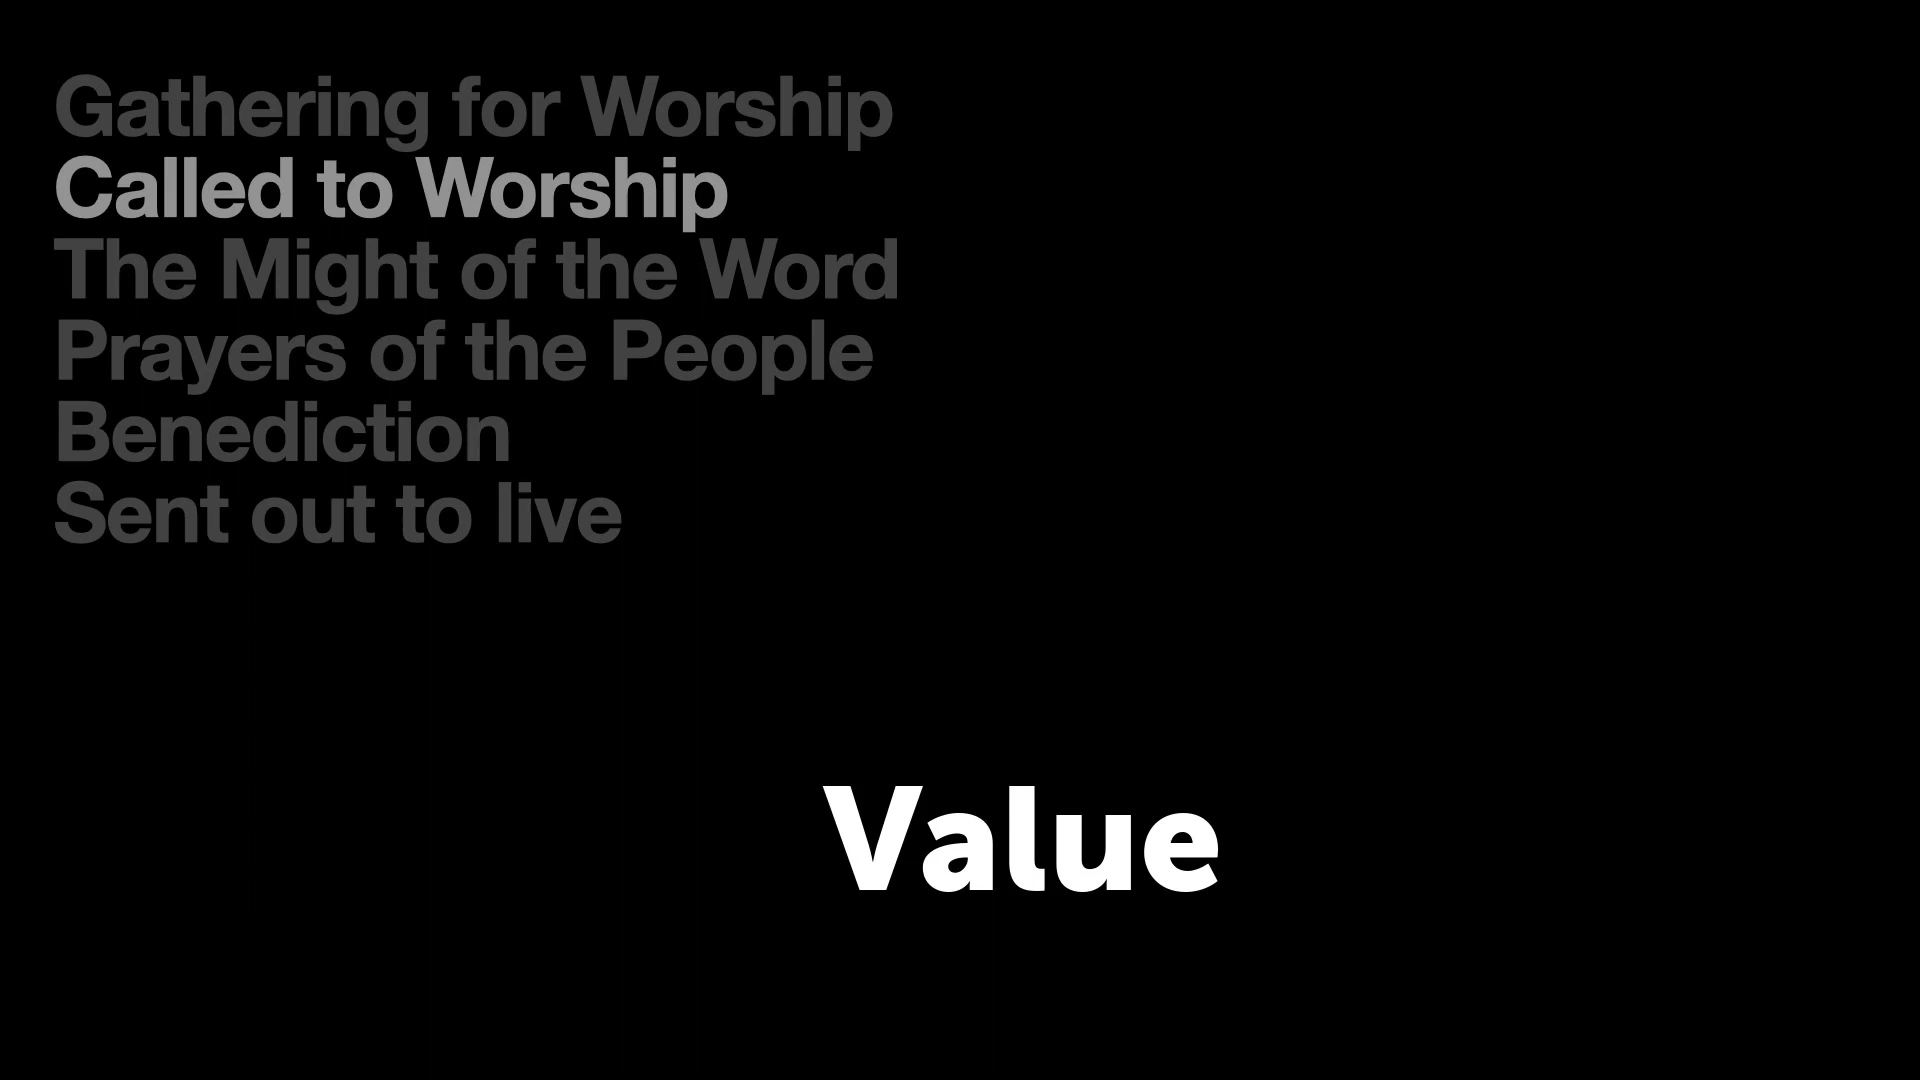 Gathering for Worship
Called to Worship
The Might of the Word
Prayers of the People
Benediction
Sent out to live
Value